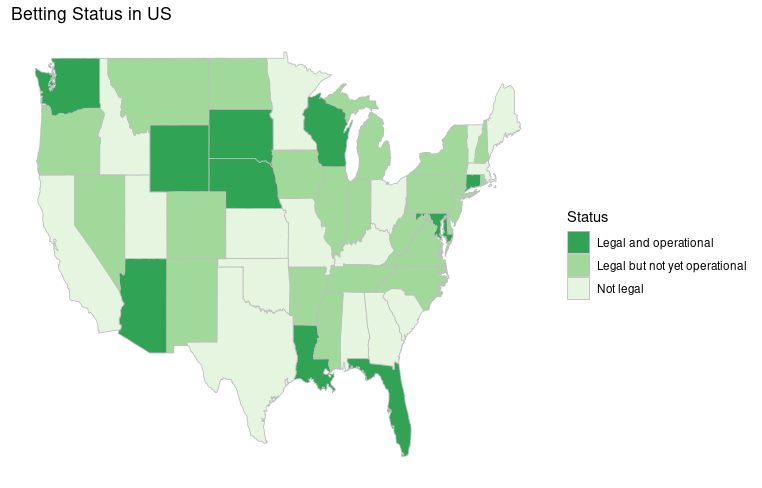 Betting Status in US
Status
Legal and operational
Legal but not yet operational
Not legal